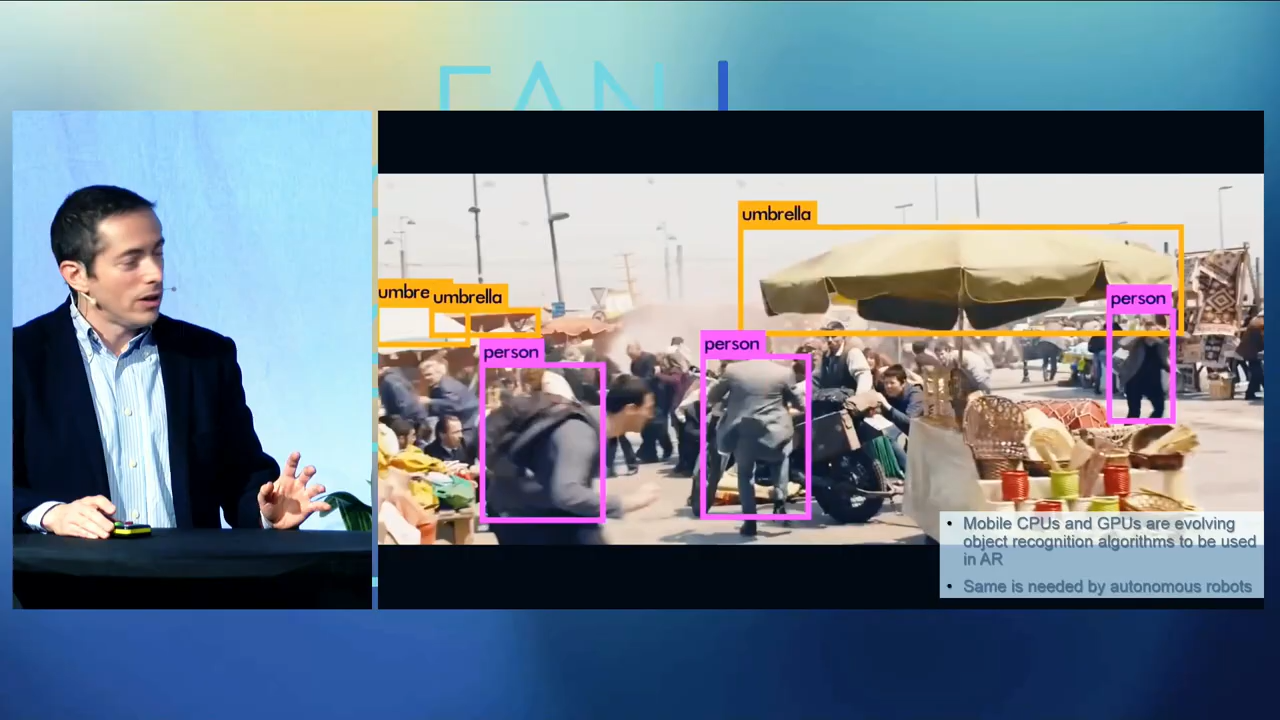 umbrella
umbrella
person
person
person
• Mobile CPUs and GPUs are evolving
object recognition algorithms to be used
in AR
• Same is needed by autonomous robots